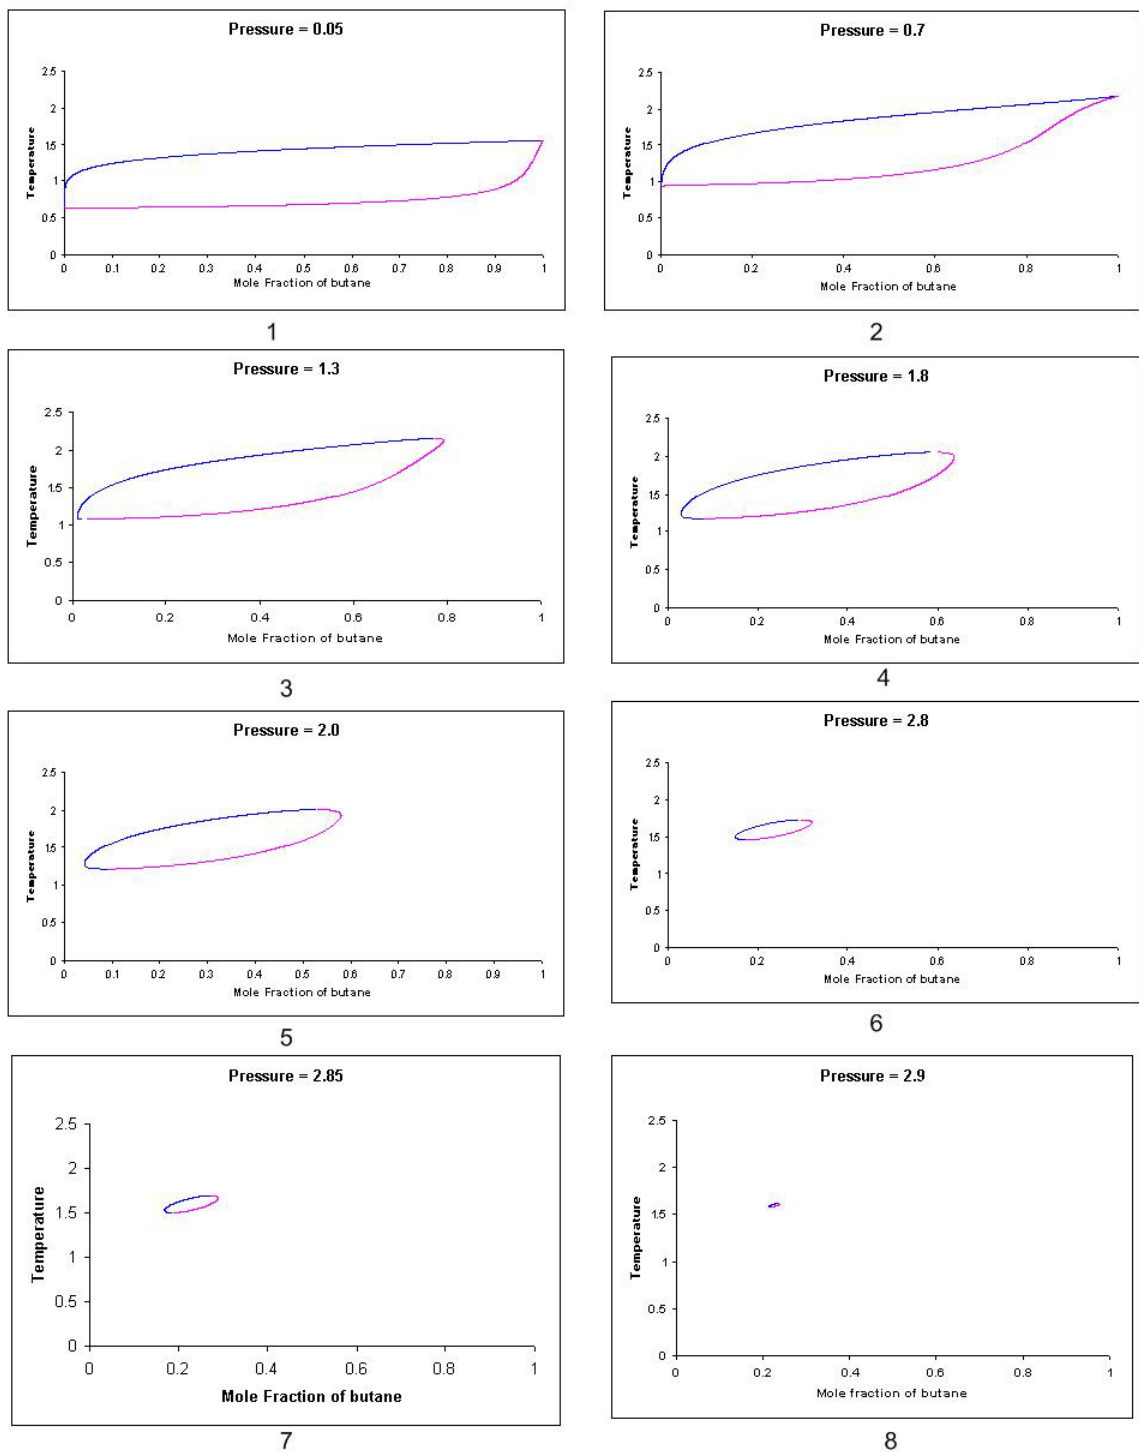 Pressure = 0.05
Temperature
2.5
2
1.5
1
0.5
0
0 0.1 0.2 0.3 0.4 0.5 0.6 0.7 0.8 0.9 1
Mole Fraction of butane
1
Pressure = 0.7
Temperature
2.5
2
1.5
1
0.5
0
0 0.2 0.4 0.6 0.8 1
Mole Fraction of butane
2
Pressure = 1.3
Temperature
2.5
2
1.5
1
0.5
0
0 0.2 0.4 0.6 0.8 1
Mole Fraction of butane
3
Pressure = 1.8
Temperature
2.5
2
1.5
1
0.5
0
0 0.2 0.4 0.6 0.8 1
Mole Fraction of butane
4
Pressure = 2.0
Temperature
2.5
2
1.5
1
0.5
0
0 0.1 0.2 0.3 0.4 0.5 0.6 0.7 0.8 0.9 1
Mole Fraction of butane
5
Pressure = 2.8
Temperature
2.5
2
1.5
1
0.5
0
0 0.2 0.4 0.6 0.8 1
Mole Fraction of butane
6
Pressure = 2.85
Temperature
2.5
2
1.5
1
0.5
0
0 0.2 0.4 0.6 0.8 1
Mole Fraction of butane
7
Pressure = 2.9
Temperature
2.5
2
1.5
1
0.5
0
0 0.2 0.4 0.6 0.8 1
Mole fraction of butane
8